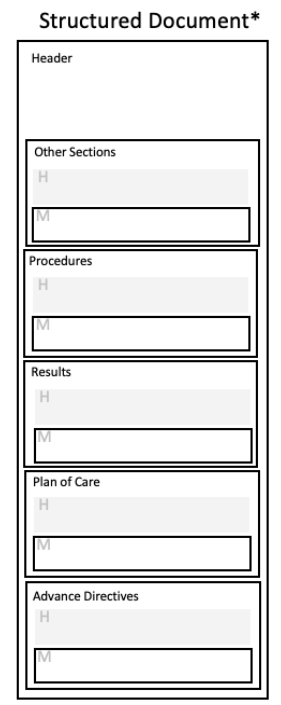 Structured Document*
Header
Other Sections
H
M
Procedures
H
M
Results
H
M
Plan of Care
H
M
Advance Directives
H
M